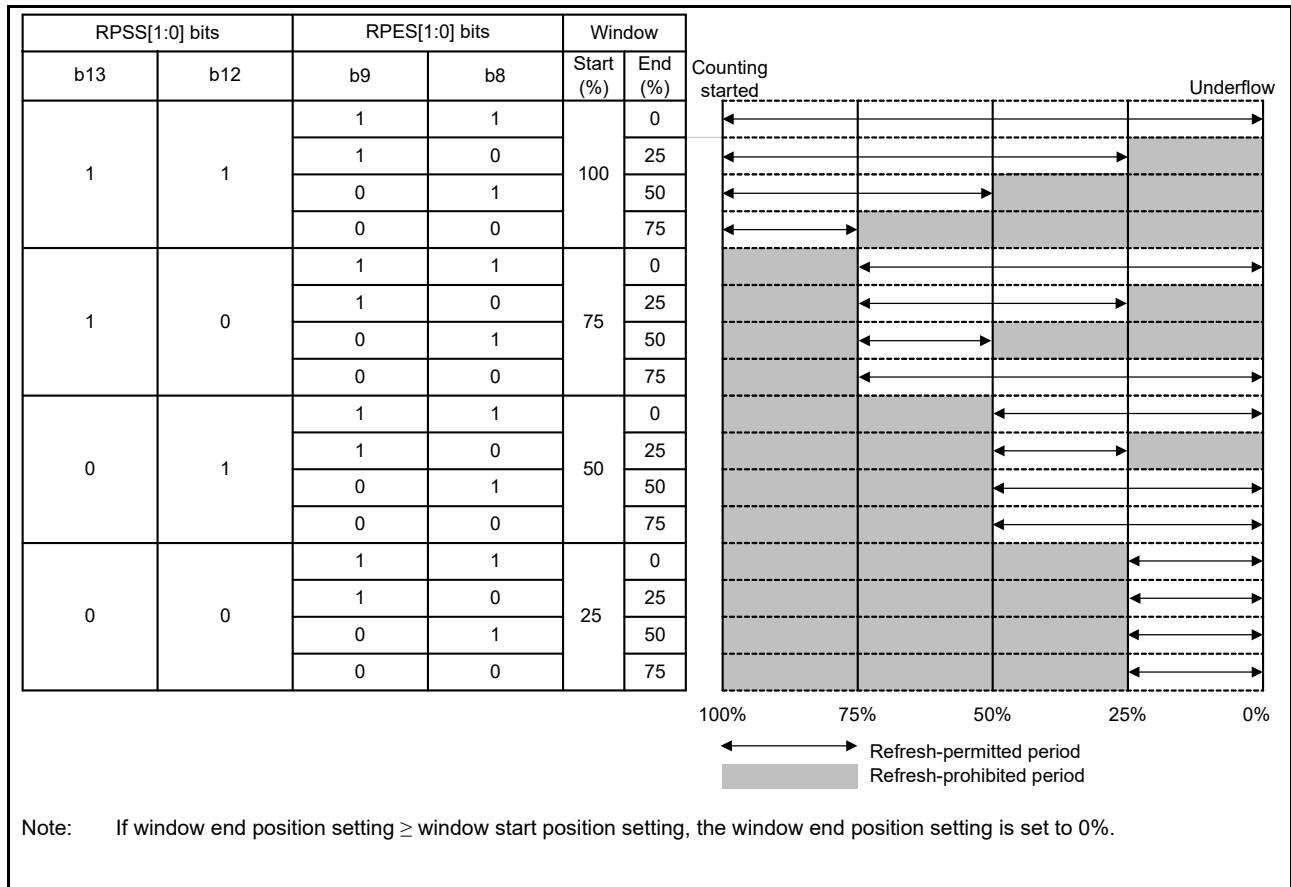 RPSS[1:0] bits RPES[1:0] bits Window
b13 b12 b9 b8 Start (%) End (%)
Counting started Underflow
1 1 1 1 100 0
1 0 25
0 1 50
0 0 75
1 0 1 1 75 0
1 0 25
0 1 50
0 0 75
0 1 1 1 50 0
1 0 25
0 1 50
0 0 75
0 0 1 1 25 0
1 0 25
0 1 50
0 0 75
100% 75% 50% 25% 0%
Refresh-permitted period
Refresh-prohibited period
Note: If window end position setting ≥ window start position setting, the window end position setting is set to 0%.